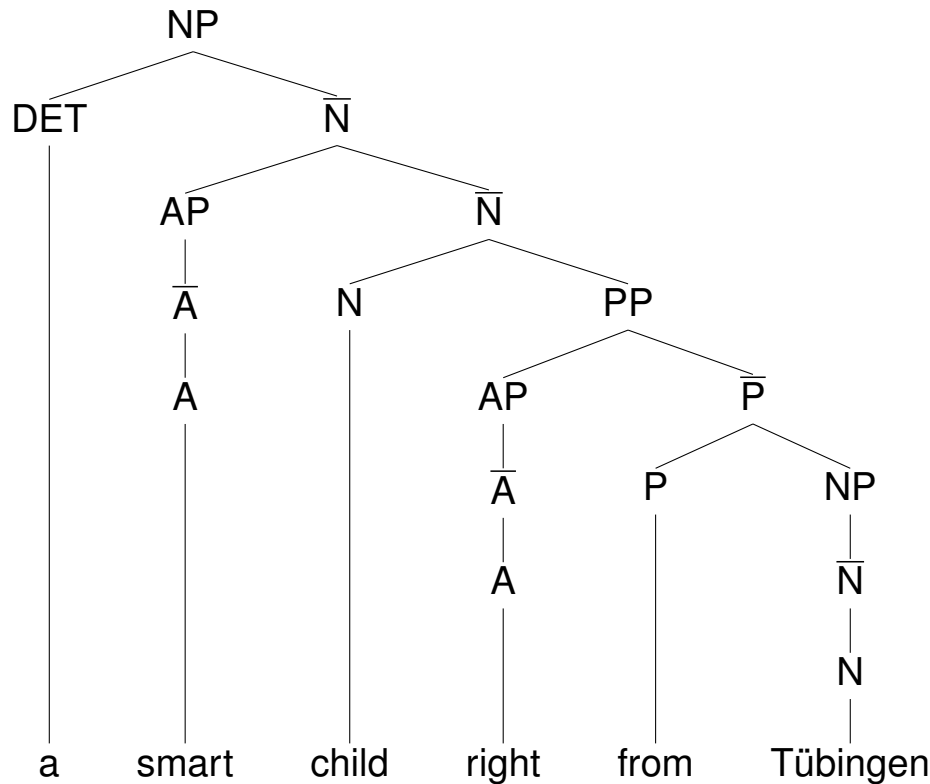 NP
DET N̅
AP N̅
A̅ N PP
A AP P̅
A̅ P NP
A N̅
N
a smart child right from Tübingen